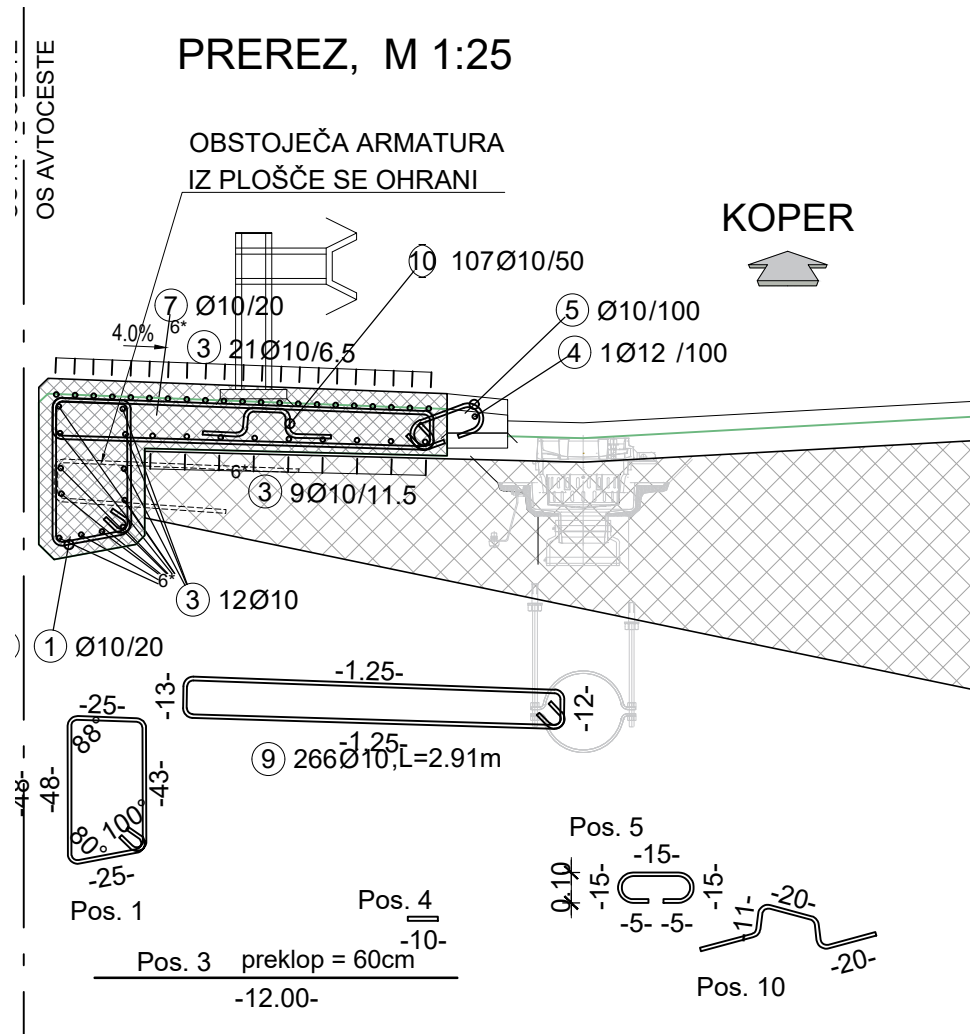 PREREZ, M 1:25
OS AVTOCESTE
OBSTOJEČA ARMATURA
IZ PLOŠČE SE OHRANI
KOPER
10 107Ø10/50
7 Ø10/20
5 Ø10/100
4.0%
6*
3 21Ø10/6.5
4 1Ø12 /100
6*
3 9Ø10/11.5
6*
3 12Ø10
1 Ø10/20
-1.25-
-13-
-12-
-1.25-
9 266Ø10,L=2.91m
-25-
88°
-48-
-48-
-43-
80°
100°
-25-
Pos. 1
Pos. 5
-15-
0.10
-15-
-15-
-5-
-5-
Pos. 4
-10-
Pos. 3 preklop = 60cm
-12.00-
-20-
11-
-20-
Pos. 10